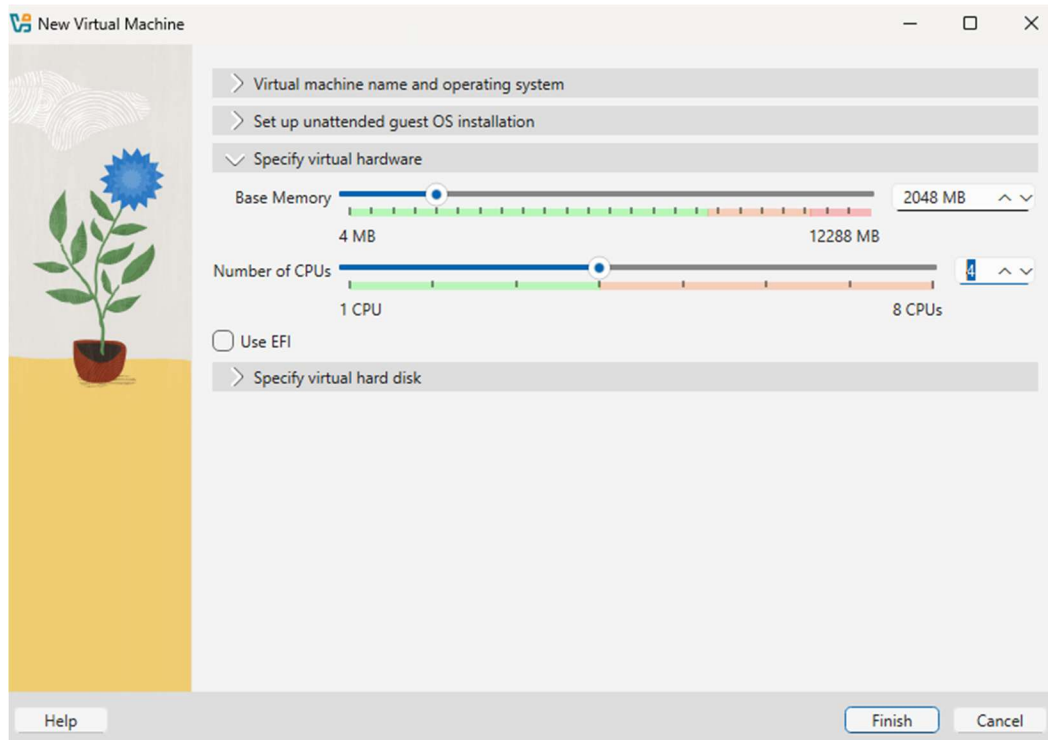 New Virtual Machine
Virtual machine name and operating system
Set up unattended guest OS installation
Specify virtual hardware
Base Memory 2048 MB
4 MB 12288 MB
Number of CPUs 4
1 CPU 8 CPUs
Use EFI
Specify virtual hard disk
Help Finish Cancel